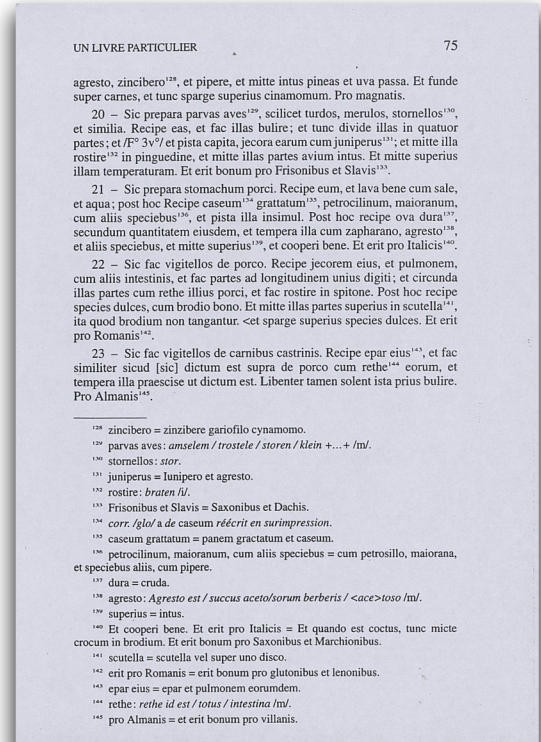 UN LIVRE PARTICULIER 75
agresto, zincibero¹²⁸, et pipere, et mitte intus pineas et uva passa. Et funde
super carnes, et tunc sparge superius cinamomum. Pro magnatis.
20 – Sic prepara parvas aves¹²⁹, scilicet turdos, merulos, stornellos¹³⁰,
et similia. Recipe eas, et fac illas bulire; et tunc divide illas in quatuor
partes; et /F° 3v°/ et pista capita, jecora earum cum juniperus¹³¹; et mitte illa
rostire¹³² in pinguedine, et mitte illas partes avium intus. Et mitte superius
illam temperaturam. Et erit bonum pro Frisonibus et Slavis¹³³.
21 – Sic prepara stomachum porci. Recipe eum, et lava bene cum sale,
et aqua; post hoc Recipe caseum¹³⁴ grattatum¹³⁵, petrocilinum, maioranum,
cum aliis speciebus¹³⁶, et pista illa insimul. Post hoc recipe ova dura¹³⁷,
secundum quantitatem eiusdem, et tempera illa cum zapharano, agresto¹³⁸,
et aliis speciebus, et mitte superius¹³⁹, et cooperi bene. Et erit pro Italicis¹⁴⁰.
22 – Sic fac vigitellos de porco. Recipe jecorem eius, et pulmonem,
cum aliis intestinis, et fac partes ad longitudinem unius digiti; et circunda
illas partes cum rethe illius porci, et fac rostire in spitone. Post hoc recipe
species dulces, cum brodio bono. Et mitte illas partes superius in scutella¹⁴¹,
ita quod brodium non tangantur. <et sparge superius species dulces. Et erit
pro Romanis¹⁴².
23 – Sic fac vigitellos de carnibus castrinis. Recipe epar eius¹⁴³, et fac
similiter sicud [sic] dictum est supra de porco cum rethe¹⁴⁴ eorum, et
tempera illa praescise ut dictum est. Libenter tamen solent ista prius bulire.
Pro Almanis¹⁴⁵.
¹²⁸ zincibero = zinzibere gariofilo cynamomo.
¹²⁹ parvas aves: amselem / trostele / storen / klein +…+ /m/.
¹³⁰ stornellos: stor.
¹³¹ juniperus = Iunipero et agresto.
¹³² rostire: braten /i/.
¹³³ Frisonibus et Slavis = Saxonibus et Dachis.
¹³⁴ corr. /glo/ a de caseum réécrit en surimpression.
¹³⁵ caseum grattatum = panem gractatum et caseum.
¹³⁶ petrocilinum, maioranum, cum aliis speciebus = cum petrosillo, maiorana,
et speciebus aliis, cum pipere.
¹³⁷ dura = cruda.
¹³⁸ agresto: Agresto est / succus aceto/sorum berberis / <ace>toso /m/.
¹³⁹ superius = intus.
¹⁴⁰ Et cooperi bene. Et erit pro Italicis = Et quando est coctus, tunc micte
crocum in brodium. Et erit bonum pro Saxonibus et Marchionibus.
¹⁴¹ scutella = scutella vel super uno disco.
¹⁴² erit pro Romanis = erit bonum pro glutonibus et lenonibus.
¹⁴³ epar eius = epar et pulmonem eorumdem.
¹⁴⁴ rethe: rethe id est / totus / intestina /m/.
¹⁴⁵ pro Almanis = et erit bonum pro villanis.